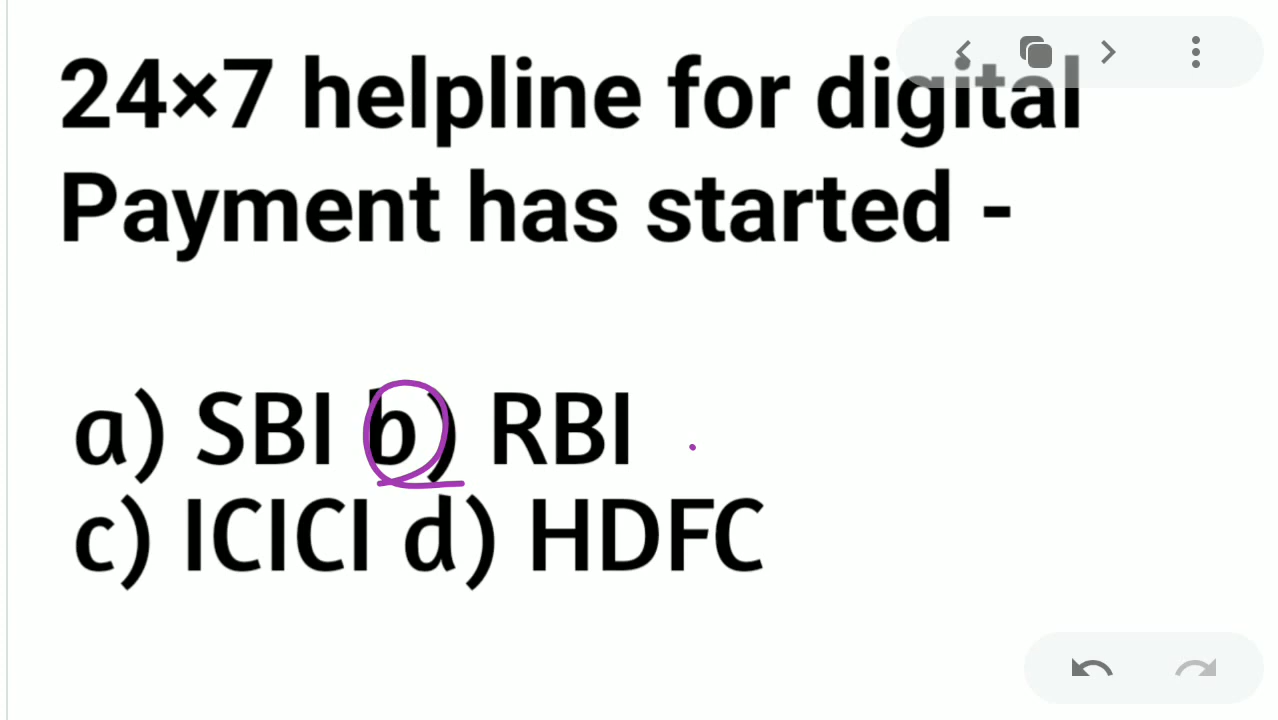 24×7 helpline for digital
Payment has started -
a) SBI b) RBI
c) ICICI d) HDFC